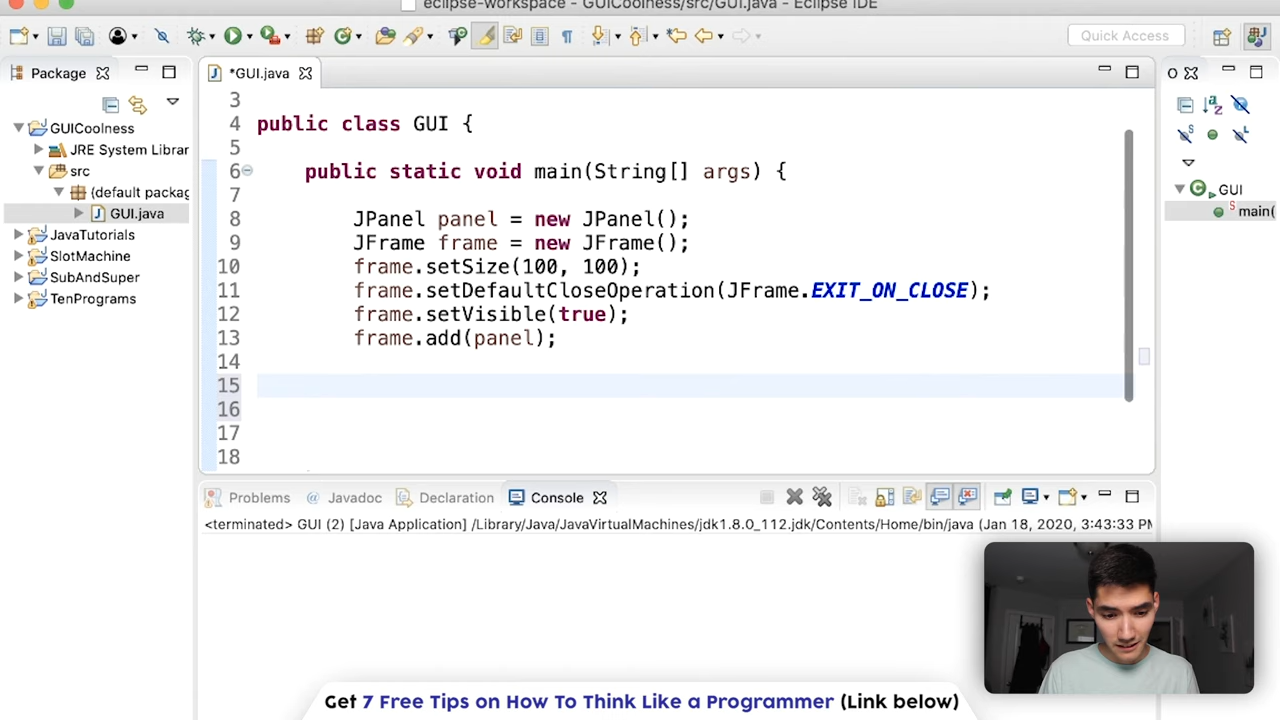 eclipse-workspace - GUICoolness/src/GUI.java - Eclipse IDE
Quick Access
Package
*GUI.java
O
GUICoolness
JRE System Librar
src
(default packag
GUI.java
JavaTutorials
SlotMachine
SubAndSuper
TenPrograms
3
4 public class GUI {
5
6 public static void main(String[] args) {
7
8 JPanel panel = new JPanel();
9 JFrame frame = new JFrame();
10 frame.setSize(100, 100);
11 frame.setDefaultCloseOperation(JFrame.EXIT_ON_CLOSE);
12 frame.setVisible(true);
13 frame.add(panel);
14
15
16
17
18
GUI
main(
Problems @ Javadoc Declaration Console
<terminated> GUI (2) [Java Application] /Library/Java/JavaVirtualMachines/jdk1.8.0_112.jdk/Contents/Home/bin/java (Jan 18, 2020, 3:43:33 PM
Get 7 Free Tips on How To Think Like a Programmer (Link below)